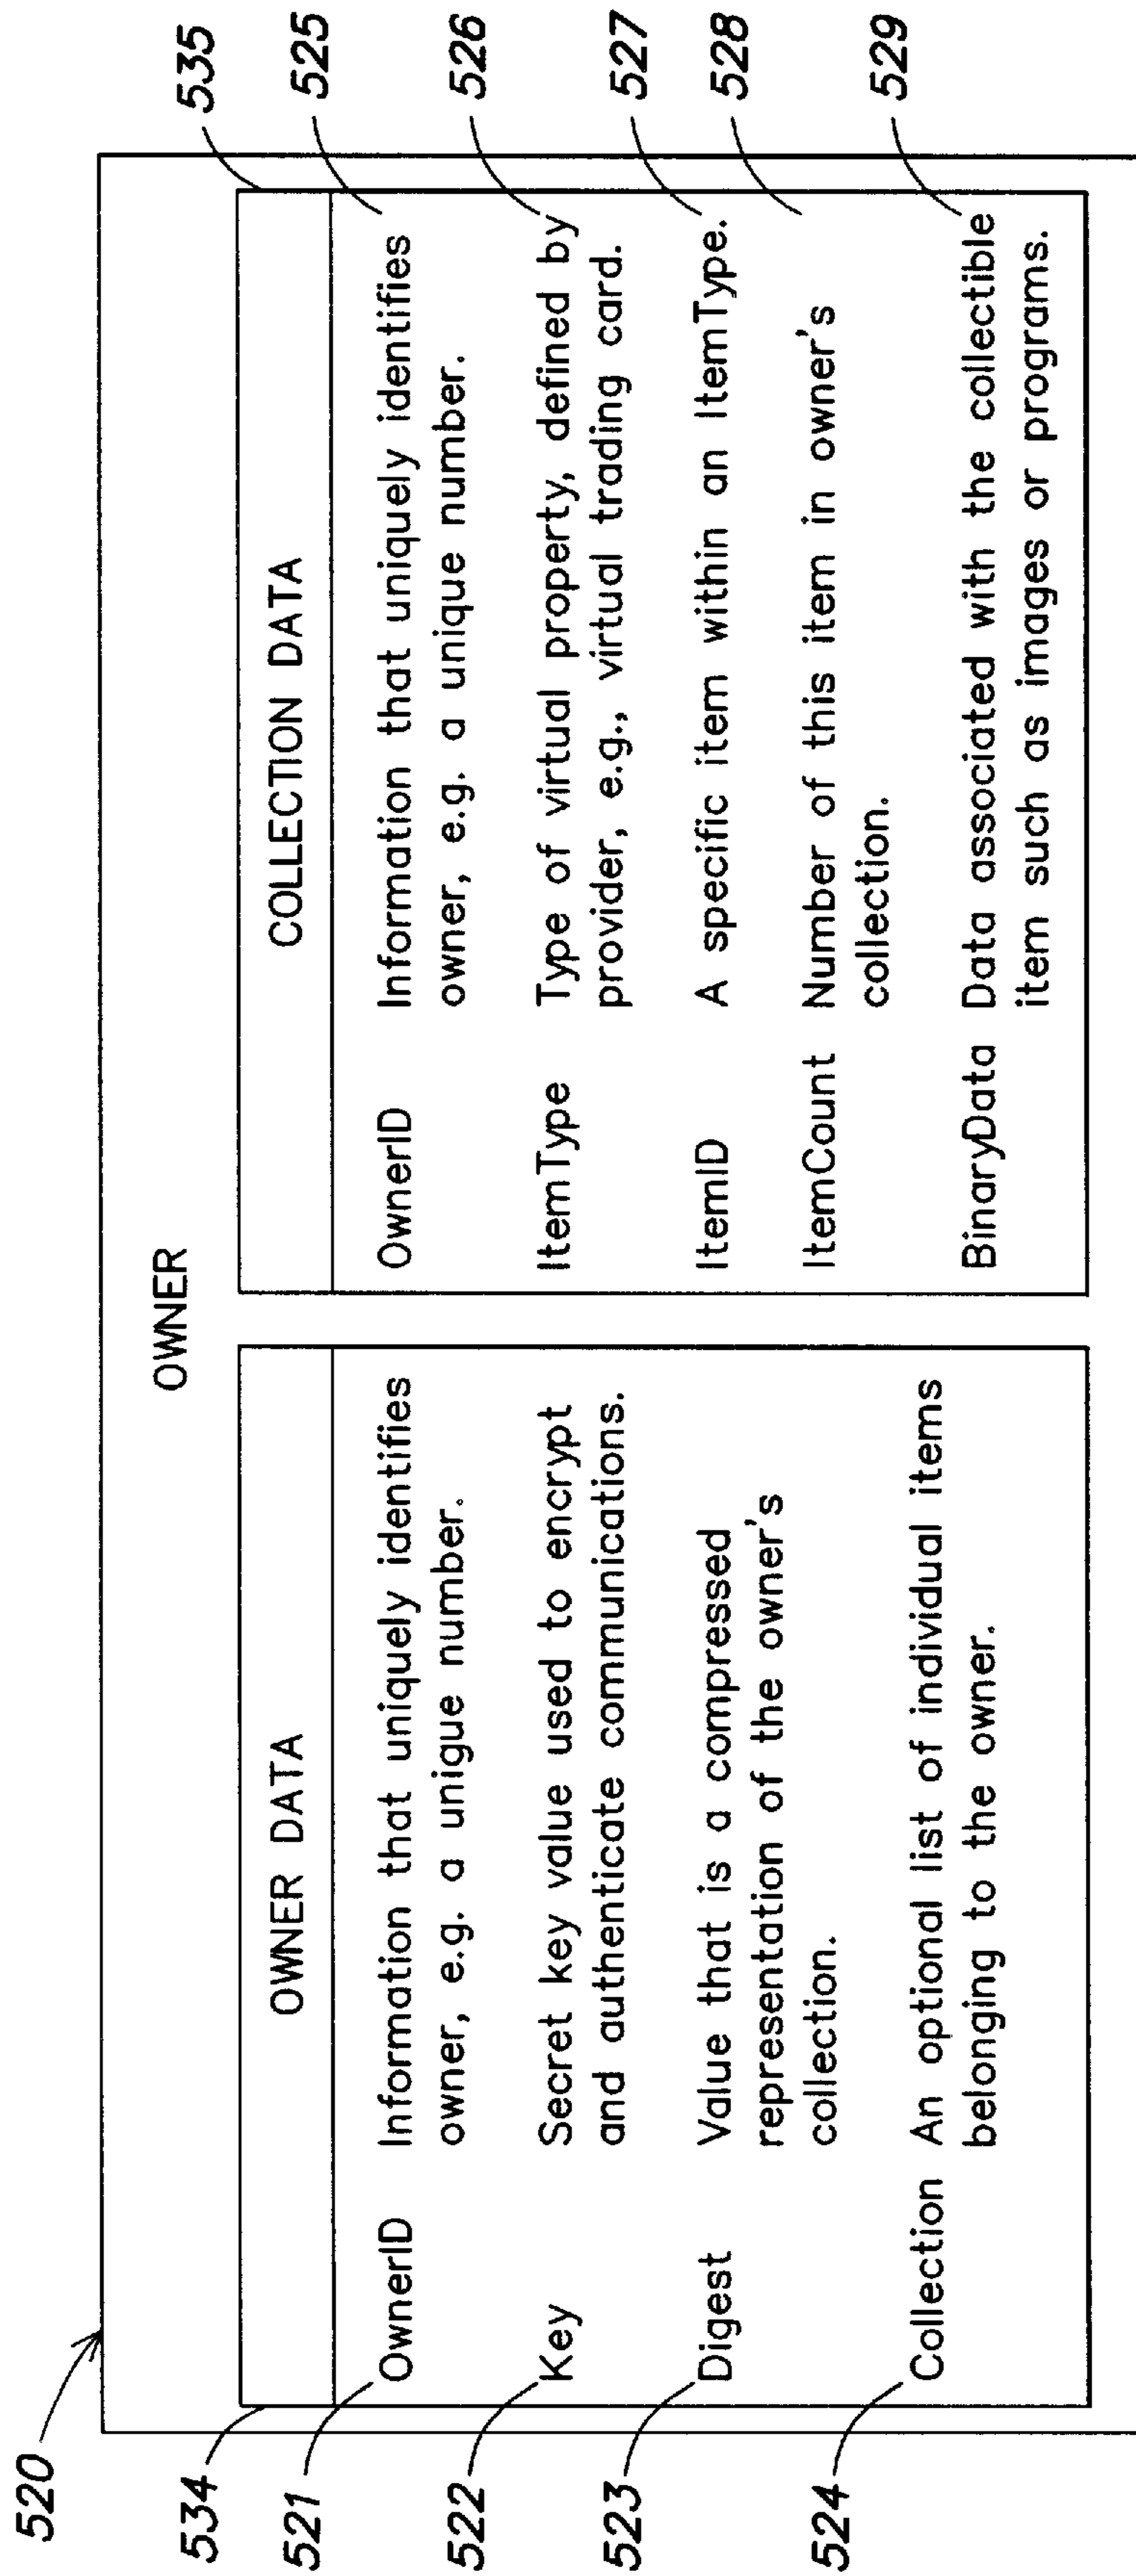 520
OWNER
534
OWNER DATA
521
OwnerID Information that uniquely identifies
owner, e.g. a unigue number.
522
Key Secret key value used to encrypt
and authenticate communications.
523
Digest Value that is a compressed
representation of the owner's
collection.
524
Collection An optional list of individual items
belonging to the owner.
535
COLLECTION DATA
525
OwnerID Information that uniquely identifies
owner, e.g. a unique number.
526
ItemType Type of virtual property, defined by
provider, e.g., virtual trading card.
527
ItemID A specific item within an ItemType.
528
ItemCount Number of this item in owner's
collection.
529
BinaryData Data associated with the collectible
item such as images or programs.